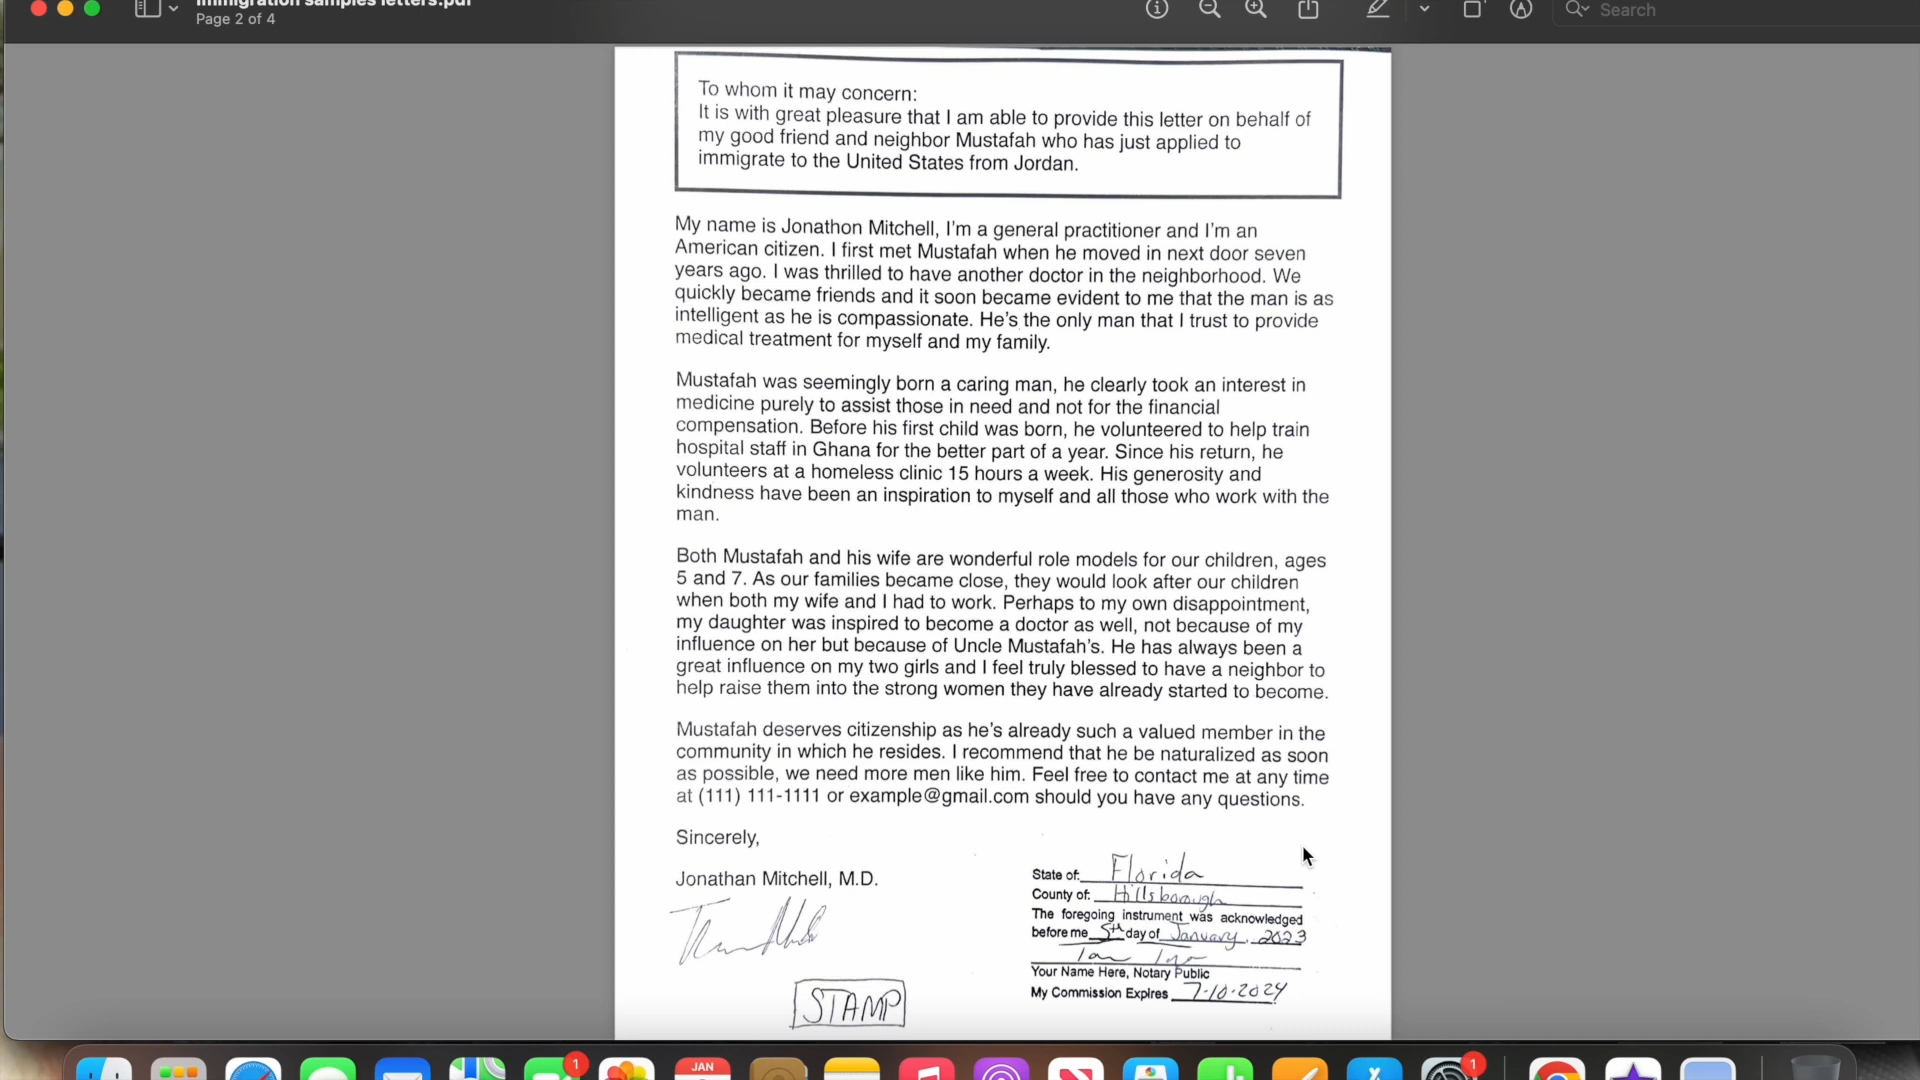 Immigration samples letters.pdf
Page 2 of 4
Search
To whom it may concern:
It is with great pleasure that I am able to provide this letter on behalf of
my good friend and neighbor Mustafah who has just applied to
immigrate to the United States from Jordan.
My name is Jonathon Mitchell, I'm a general practitioner and I'm an
American citizen. I first met Mustafah when he moved in next door seven
years ago. I was thrilled to have another doctor in the neighborhood. We
quickly became friends and it soon became evident to me that the man is as
intelligent as he is compassionate. He's the only man that I trust to provide
medical treatment for myself and my family.
Mustafah was seemingly born a caring man, he clearly took an interest in
medicine purely to assist those in need and not for the financial
compensation. Before his first child was born, he volunteered to help train
hospital staff in Ghana for the better part of a year. Since his return, he
volunteers at a homeless clinic 15 hours a week. His generosity and
kindness have been an inspiration to myself and all those who work with the
man.
Both Mustafah and his wife are wonderful role models for our children, ages
5 and 7. As our families became close, they would look after our children
when both my wife and I had to work. Perhaps to my own disappointment,
my daughter was inspired to become a doctor as well, not because of my
influence on her but because of Uncle Mustafah's. He has always been a
great influence on my two girls and I feel truly blessed to have a neighbor to
help raise them into the strong women they have already started to become.
Mustafah deserves citizenship as he's already such a valued member in the
community in which he resides. I recommend that he be naturalized as soon
as possible, we need more men like him. Feel free to contact me at any time
at (111) 111-1111 or example@gmail.com should you have any questions.
Sincerely,
Jonathan Mitchell, M.D.
State of: Florida
County of: Hillsborough
The foregoing instrument was acknowledged
before me 5th day of January, 2023
Your Name Here, Notary Public
My Commission Expires 7-10-2024
STAMP
1
JAN
1